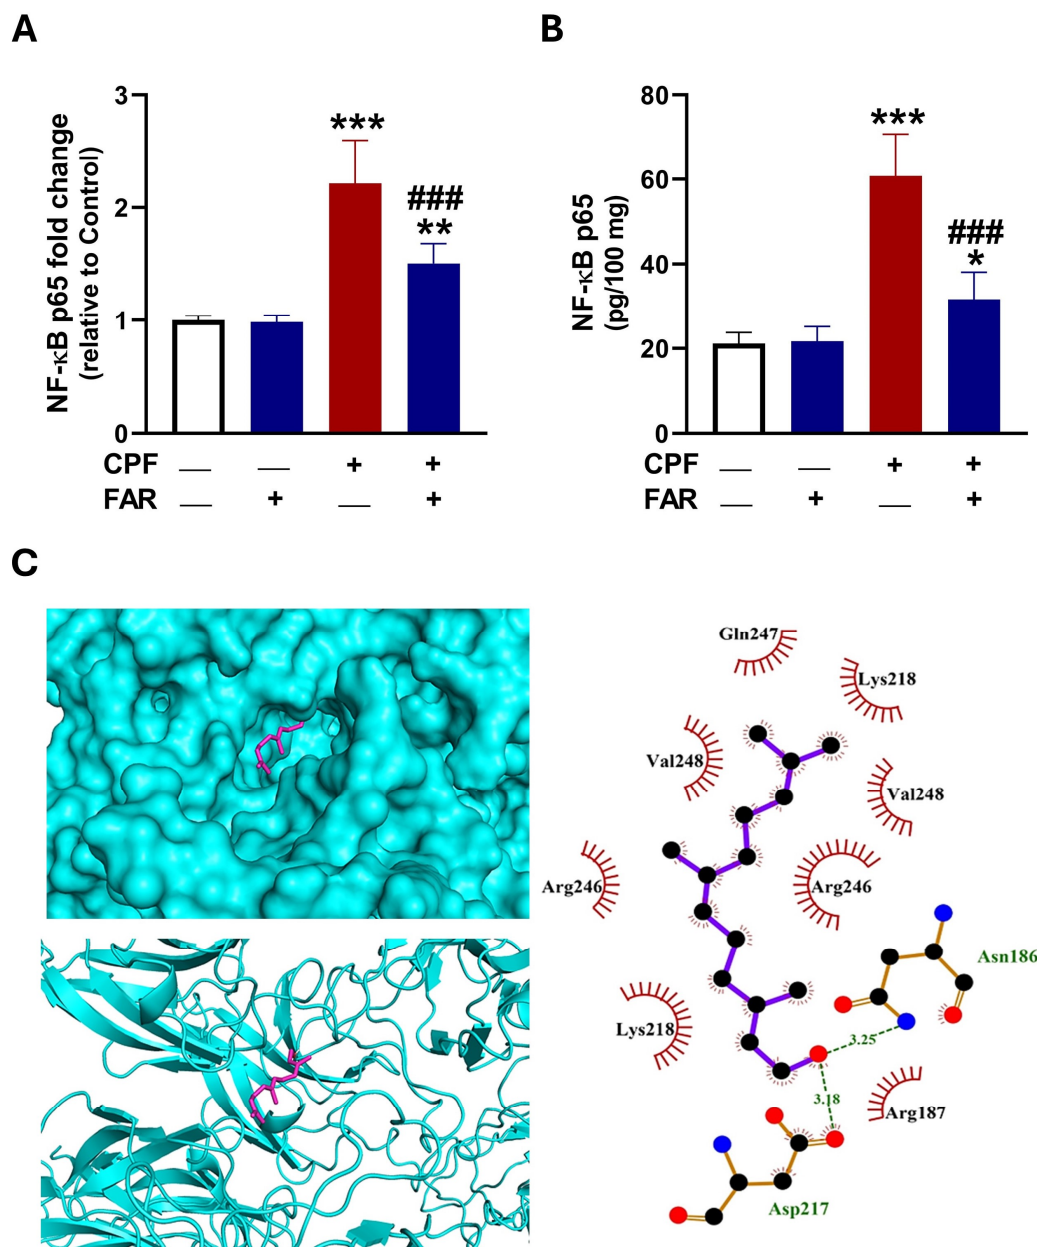 A
B
NF-κB p65 fold change
(relative to Control)
3
2
1
0
***
###
**
CPF — — + +
FAR — + — +
NF-κB p65
(pg/100 mg)
80
60
40
20
0
***
###
*
CPF — — + +
FAR — + — +
C
Gln247
Lys218
Val248
Val248
Arg246
Arg246
Asn186
Lys218
3.25
3.18
Arg187
Asp217